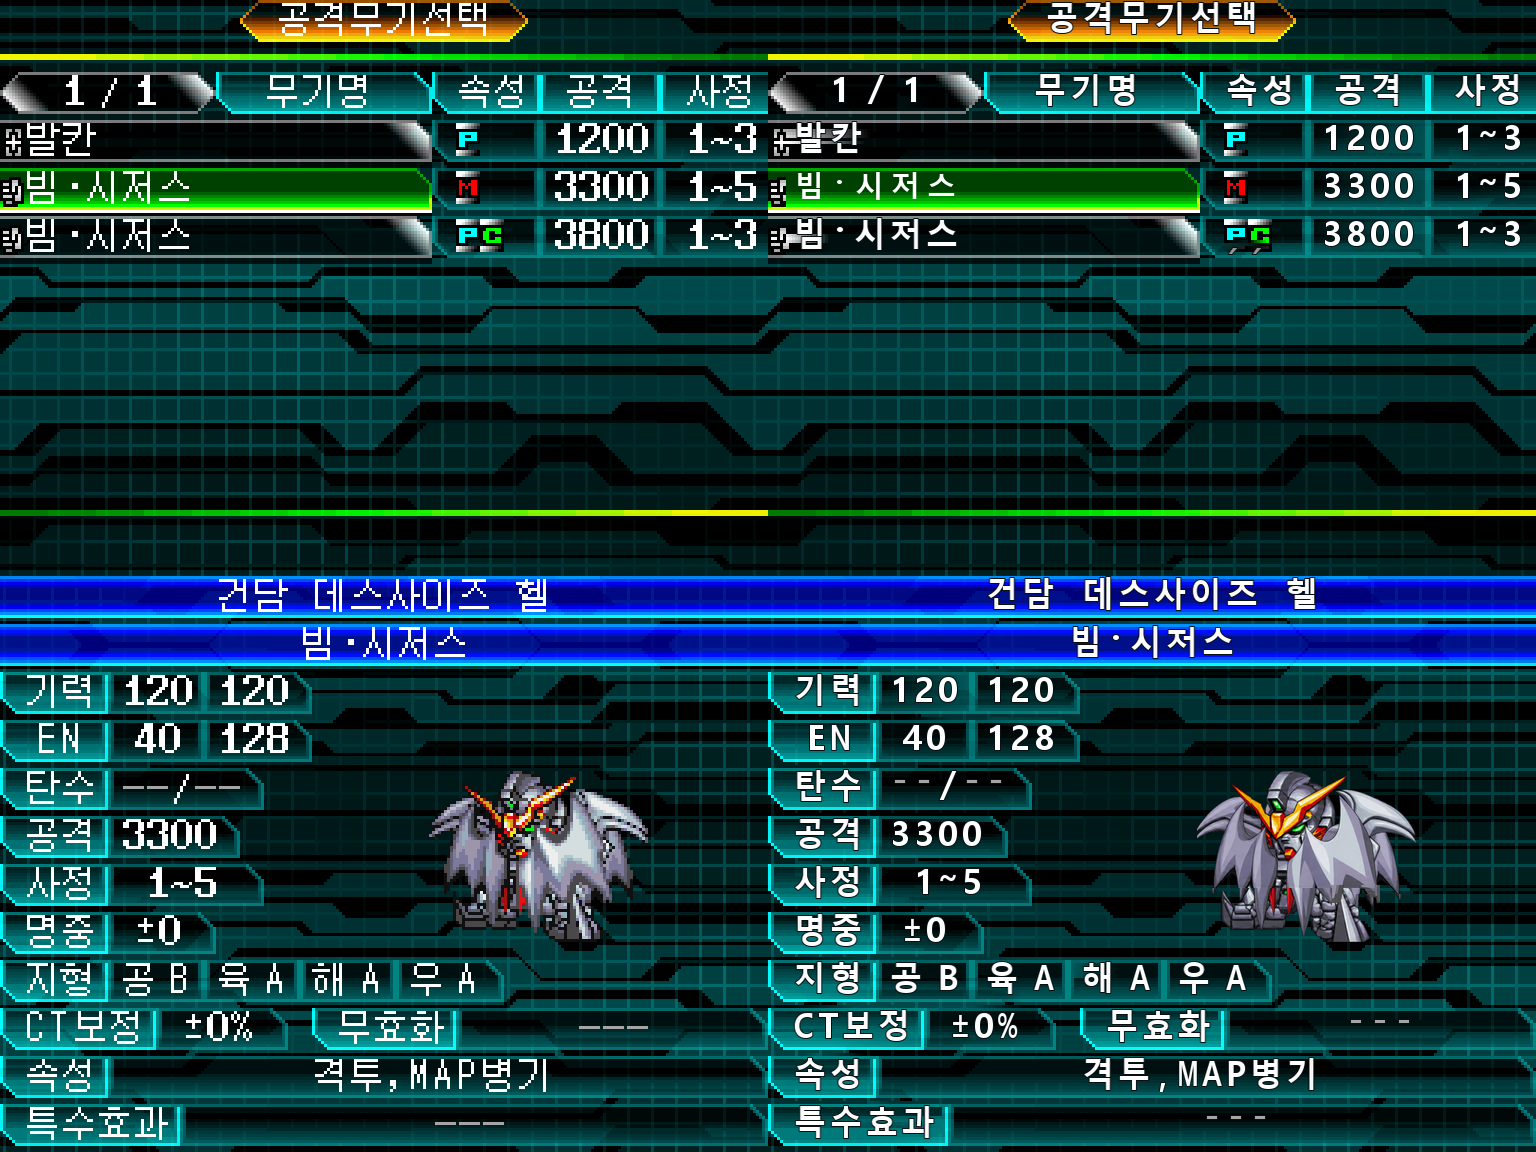 공격무기선택 공격무기선택
1/1 무기명 속성 공격 사정 1/1 무기명 속성 공격 사정
발칸 P 1200 1~3 발칸 P 1200 1~3
빔·시저스 M 3300 1~5 빔·시저스 M 3300 1~5
빔·시저스 PC 3800 1~3 빔·시저스 PC 3800 1~3
건담 데스사이즈 헬 건담 데스사이즈 헬
빔·시저스 빔·시저스
기력 120 120 기력 120 120
EN 40 128 EN 40 128
탄수 --/-- 탄수 --/--
공격 3300 공격 3300
사정 1~5 사정 1~5
명중 ±0 명중 ±0
지형 공 B 육 A 해 A 우 A 지형 공 B 육 A 해 A 우 A
CT보정 ±0% 무효화 --- CT보정 ±0% 무효화 ---
속성 격투,MAP병기 속성 격투,MAP병기
특수효과 --- 특수효과 ---